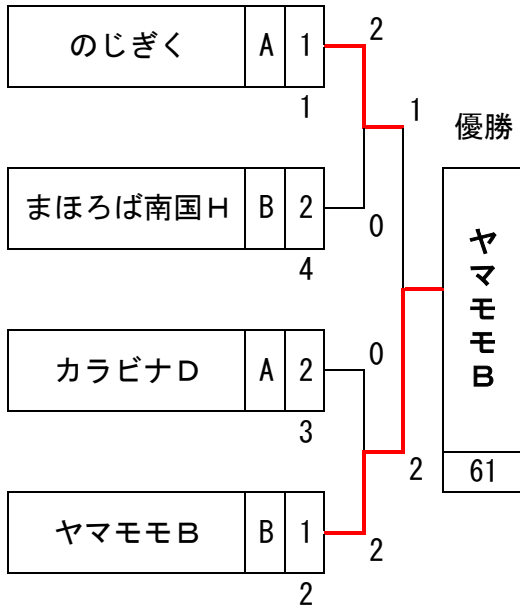 のじぎく A 1 2
1 1
優勝
まほろば南国H B 2 0
4
ヤマモモB
カラビナD A 2 0
3
2 61
ヤマモモB B 1 2
2